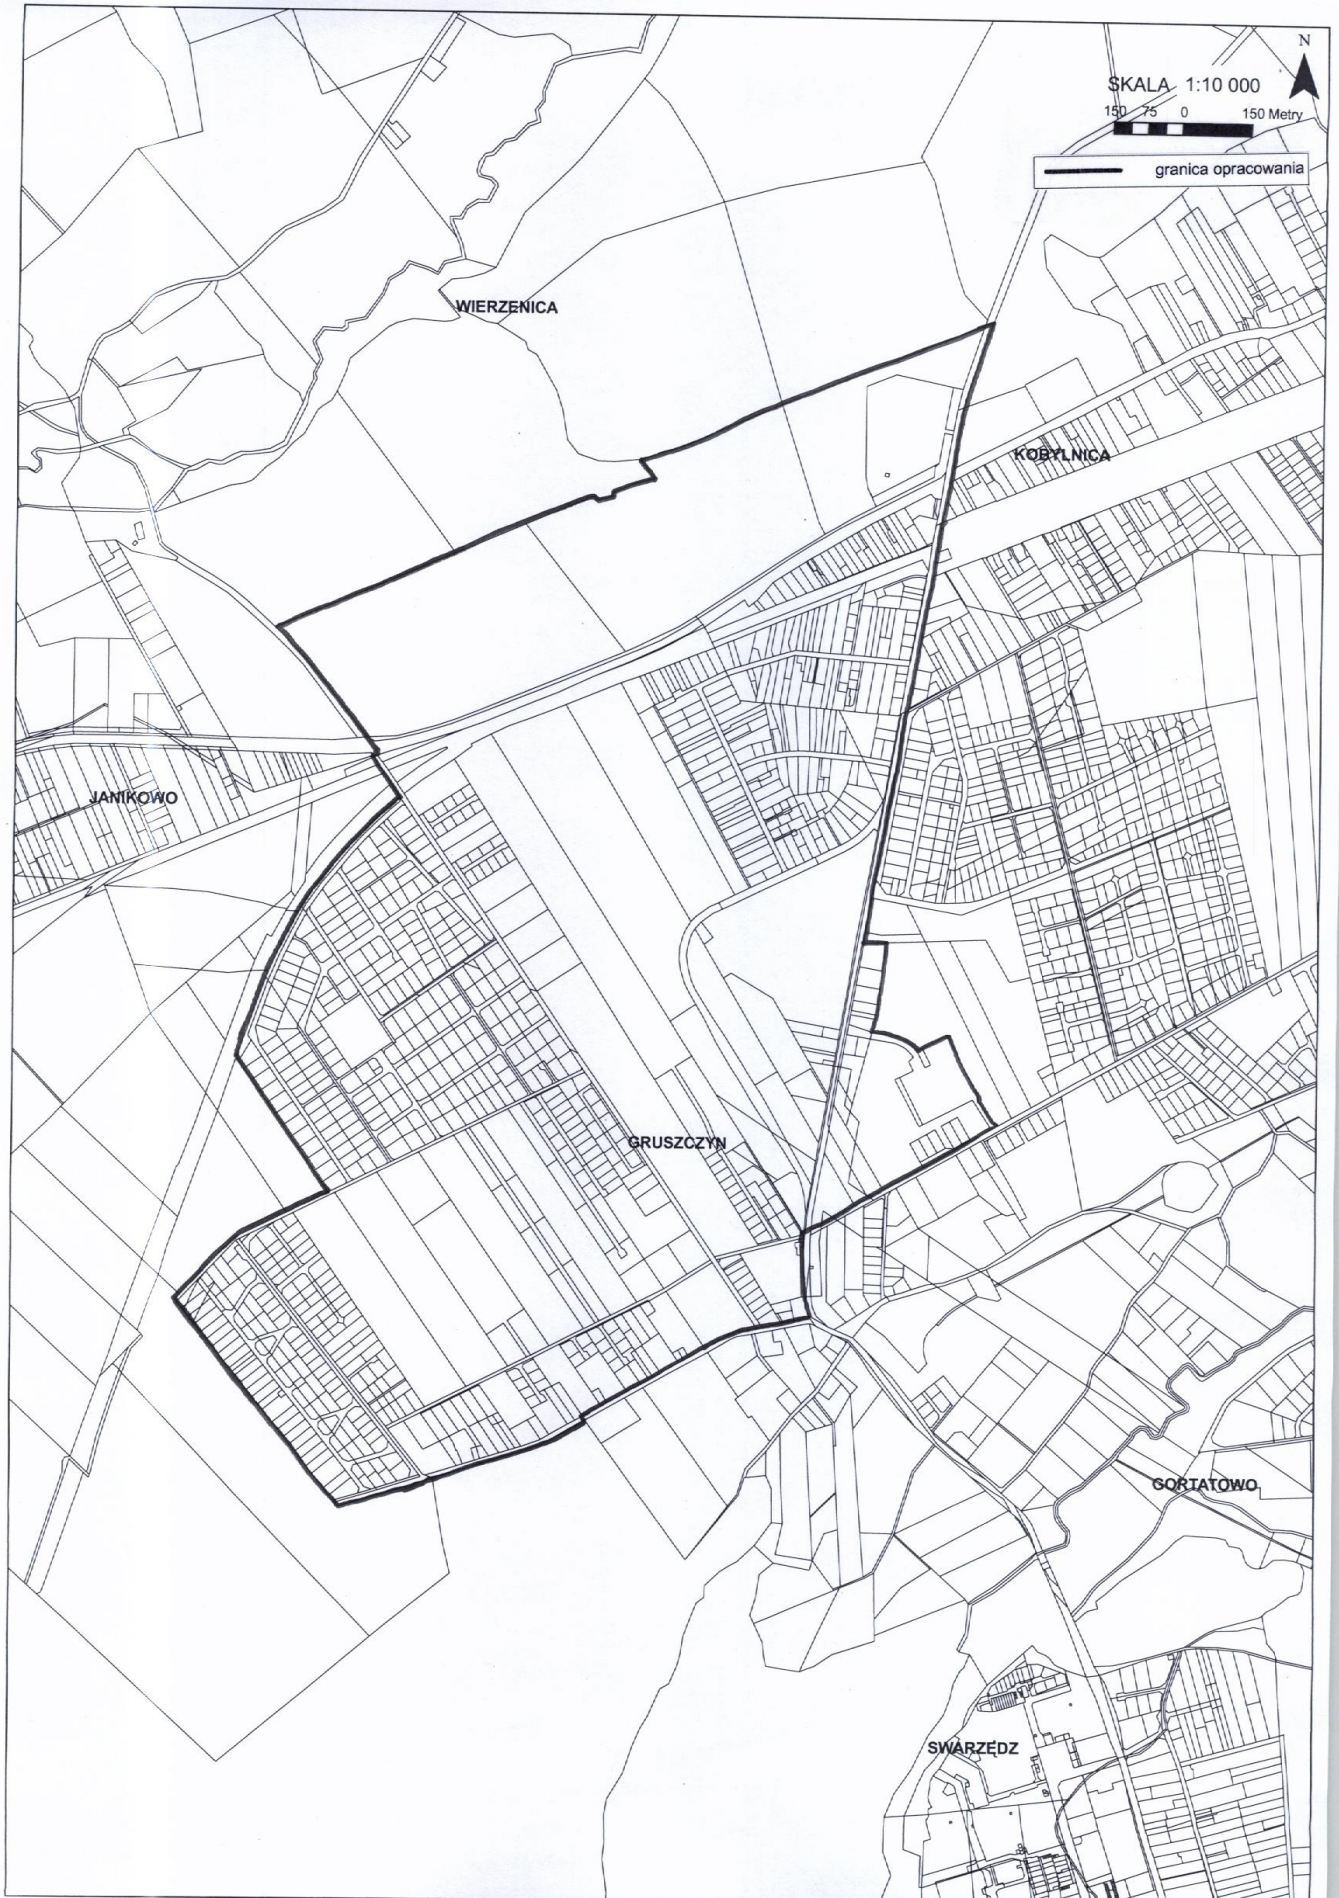 N
SKALA 1:10 000
150 75 0 150 Metry
granica opracowania
WIERZENICA
KOBYLNICA
JANIKOWO
GRUSZCZYN
GORTATOWO
SWARZĘDZ